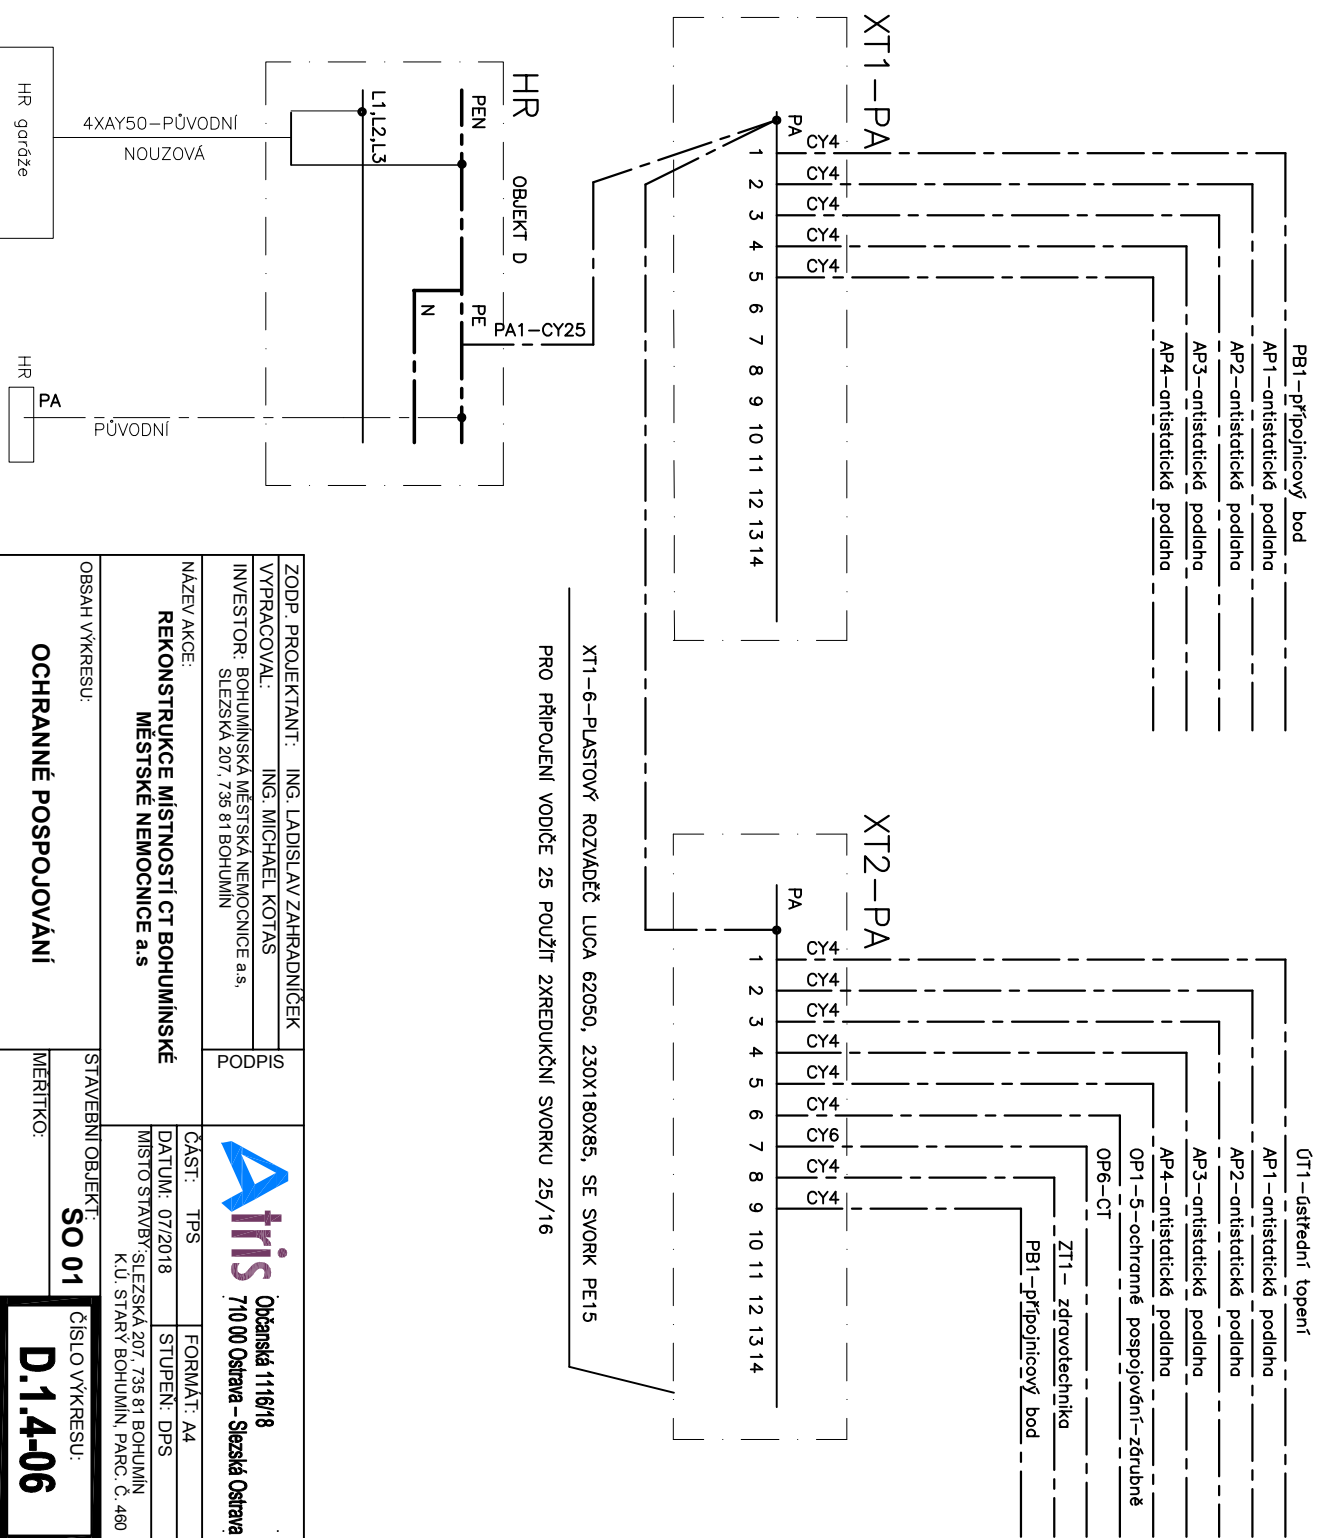 XT1-PA
PA
CY4
CY4
CY4
CY4
CY4
1 2 3 4 5 6 7 8 9 10 11 12 13 14
PB1-přípojnicový bod
AP1-antistatická podlaha
AP2-antistatická podlaha
AP3-antistatická podlaha
AP4-antistatická podlaha
XT2-PA
PA
CY4
CY4
CY4
CY4
CY4
CY4
CY6
CY4
CY4
1 2 3 4 5 6 7 8 9 10 11 12 13 14
ÚT1-ústřední topení
AP1-antistatická podlaha
AP2-antistatická podlaha
AP3-antistatická podlaha
AP4-antistatická podlaha
OP1-5-ochranné pospojování-zárubně
OP6-CT
ZT1- zdravotechnika
PB1-přípojnicový bod
HR
OBJEKT D
PEN
L1,L2,L3
PE
N
PA1-CY25
4XAY50-PŮVODNÍ
NOUZOVÁ
HR garáže
HR
PA
PŮVODNÍ
XT1-6-PLASTOVÝ ROZVÁDĚČ LUCA 62050, 230X180X85, SE SVORK PE15
PRO PŘIPOJENÍ VODIČE 25 POUŽÍT 2XREDUKČNÍ SVORKU 25/16
ZODP. PROJEKTANT: ING. LADISLAV ZAHRADNÍČEK
VYPRACOVAL: ING. MICHAEL KOTAS
INVESTOR: BOHUMÍNSKÁ MĚSTSKÁ NEMOCNICE a.s,
SLEZSKÁ 207, 735 81 BOHUMÍN
PODPIS
Atris
Občanská 1116/18
710 00 Ostrava – Slezská Ostrava
NÁZEV AKCE:
REKONSTRUKCE MÍSTNOSTÍ CT BOHUMÍNSKÉ
MĚSTSKÉ NEMOCNICE a.s
ČÁST: TPS
FORMÁT: A4
DATUM: 07/2018
STUPEŇ: DPS
MÍSTO STAVBY: SLEZSKÁ 207, 735 81 BOHUMÍN
K.Ú. STARÝ BOHUMÍN, PARC. Č. 460
OBSAH VÝKRESU:
OCHRANNÉ POSPOJOVÁNÍ
STAVEBNÍ OBJEKT:
SO 01
MĚŘÍTKO:
ČÍSLO VÝKRESU:
D.1.4-06